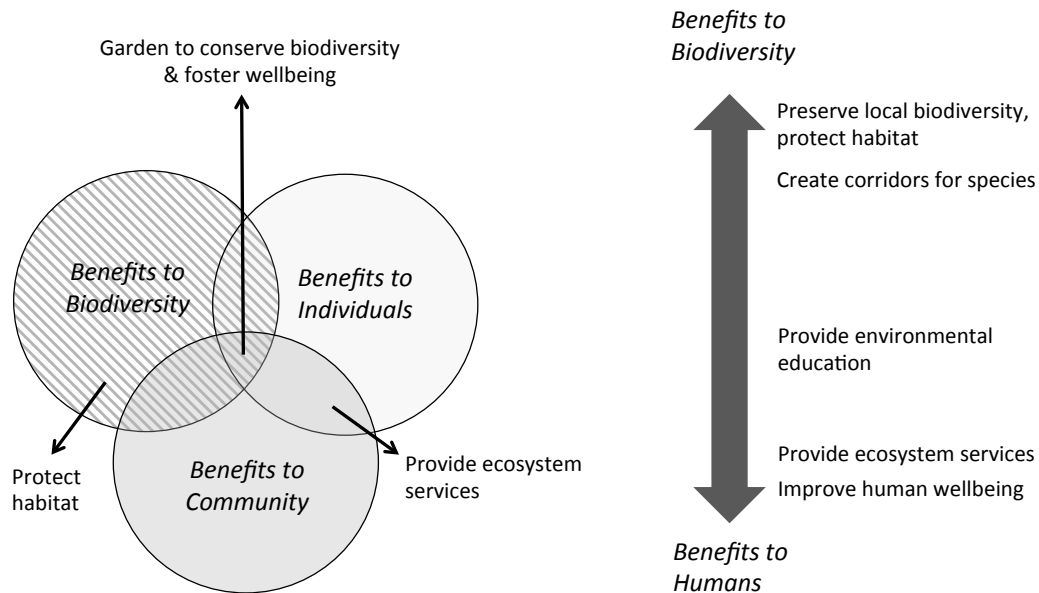 Garden to conserve biodiversity
& foster wellbeing
Benefits to
Biodiversity
Benefits to
Individuals
Benefits to
Community
Protect
habitat
Provide ecosystem
services
Benefits to
Biodiversity
Preserve local biodiversity,
protect habitat
Create corridors for species
Provide environmental
education
Provide ecosystem services
Improve human wellbeing
Benefits to
Humans